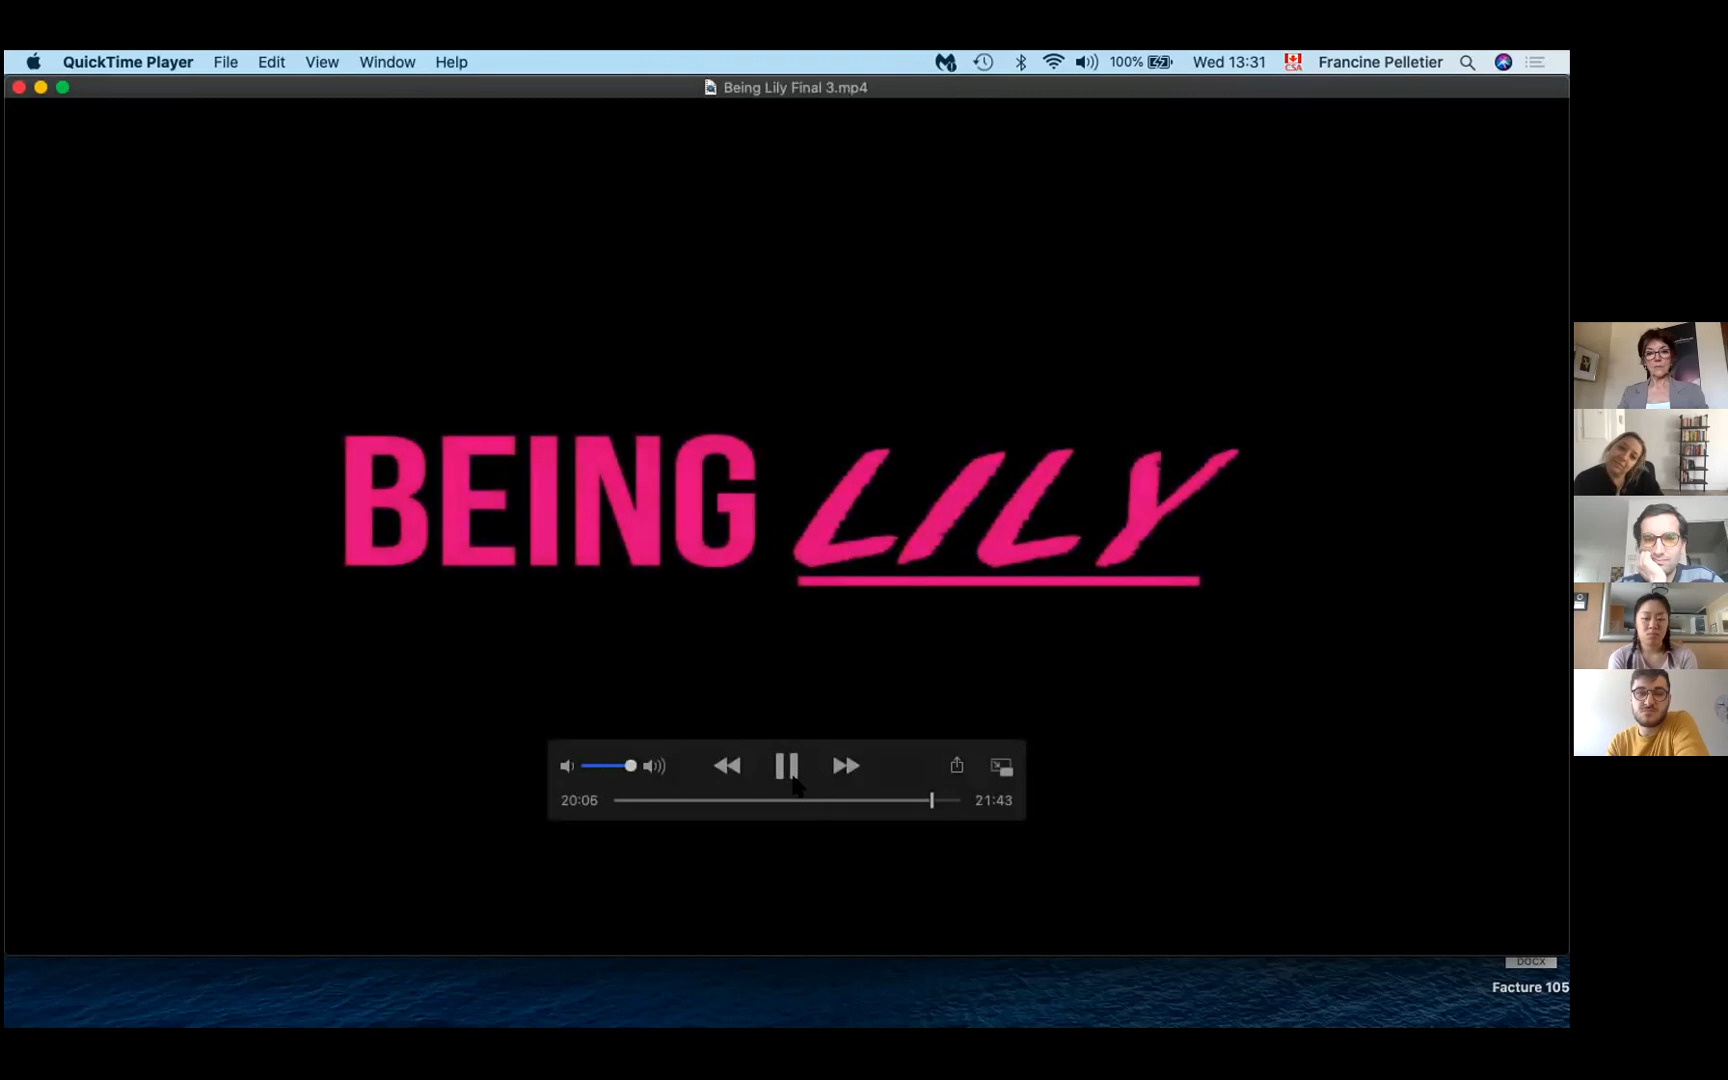 QuickTime Player File Edit View Window Help 100% Wed 13:31 CSA Francine Pelletier
Being Lily Final 3.mp4
BEING LILY
20:06 21:43
DOCX
Facture 105